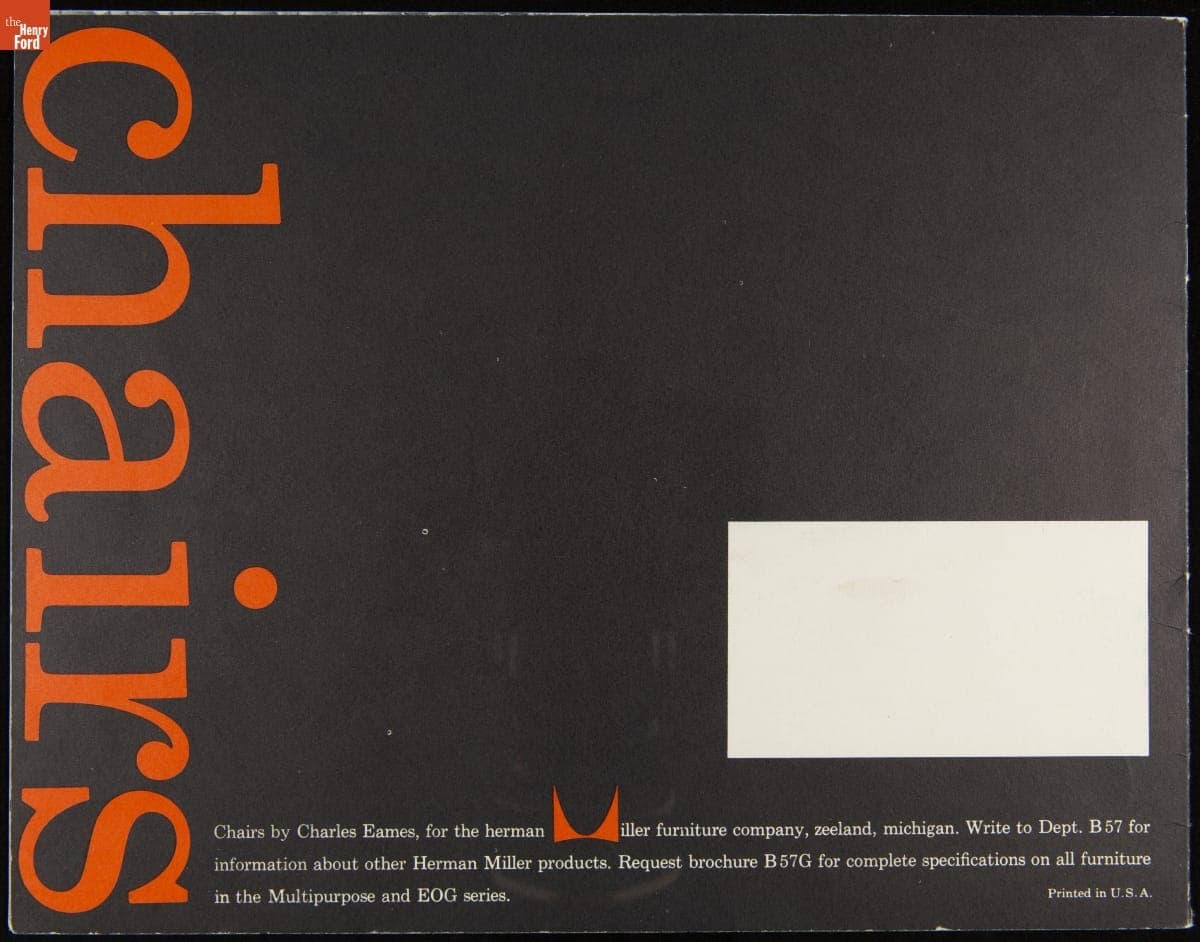 the
Henry
Ford
chairs
Chairs by Charles Eames, for the herman miller furniture company, zeeland, michigan. Write to Dept. B57 for
information about other Herman Miller products. Request brochure B57G for complete specifications on all furniture
in the Multipurpose and EOG series.
Printed in U.S.A.